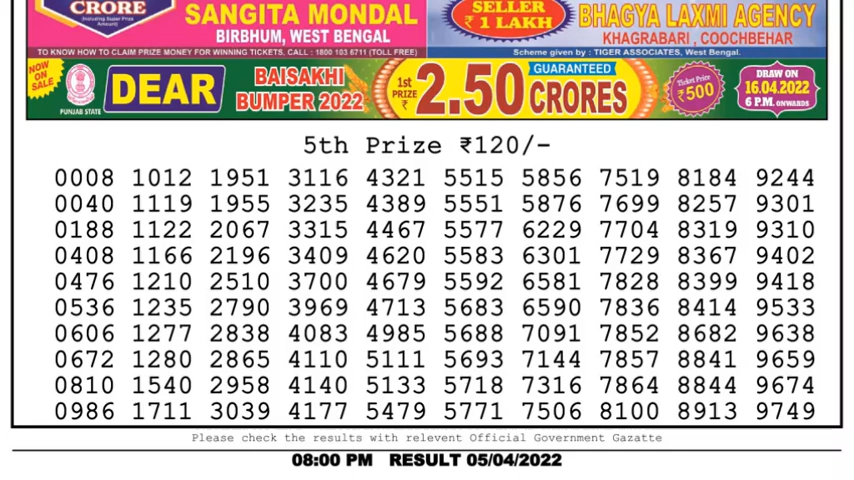 CRORE
(Including Super Prize Amount)
SANGITA MONDAL
BIRBHUM, WEST BENGAL
TO KNOW HOW TO CLAIM PRIZE MONEY FOR WINNING TICKETS. CALL : 1800 103 6711 (TOLL FREE)
SELLER
₹ 1 LAKH
BHAGYA LAXMI AGENCY
KHAGRABARI , COOCHBEHAR
Scheme given by : TIGER ASSOCIATES, West Bengal.
NOW ON SALE
PUNJAB STATE
DEAR
BAISAKHI
BUMPER 2022
1st PRIZE ₹
2.50 CRORES
GUARANTEED
Ticket Price
₹500
DRAW ON
16.04.2022
6 P.M. ONWARDS
5th Prize ₹120/-
0008 1012 1951 3116 4321 5515 5856 7519 8184 9244
0040 1119 1955 3235 4389 5551 5876 7699 8257 9301
0188 1122 2067 3315 4467 5577 6229 7704 8319 9310
0408 1166 2196 3409 4620 5583 6301 7729 8367 9402
0476 1210 2510 3700 4679 5592 6581 7828 8399 9418
0536 1235 2790 3969 4713 5683 6590 7836 8414 9533
0606 1277 2838 4083 4985 5688 7091 7852 8682 9638
0672 1280 2865 4110 5111 5693 7144 7857 8841 9659
0810 1540 2958 4140 5133 5718 7316 7864 8844 9674
0986 1711 3039 4177 5479 5771 7506 8100 8913 9749
Please check the results with relevent Official Government Gazatte
08:00 PM RESULT 05/04/2022